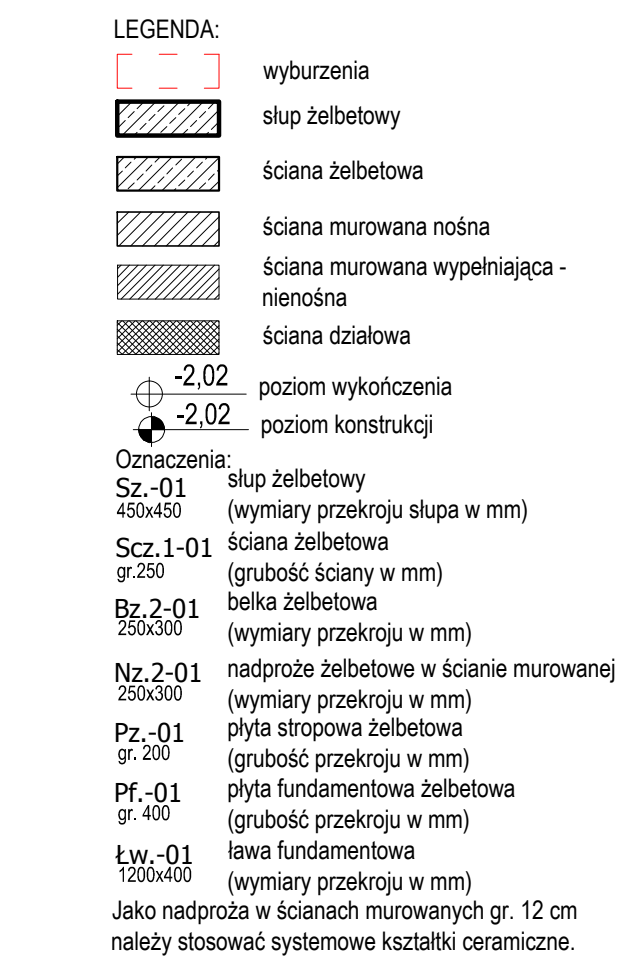 LEGENDA:
wyburzenia
słup żelbetowy
ściana żelbetowa
ściana murowana nośna
ściana murowana wypełniająca -
nienośna
ściana działowa
-2,02 poziom wykończenia
-2,02 poziom konstrukcji
Oznaczenia:
Sz.-01 słup żelbetowy
450x450 (wymiary przekroju słupa w mm)
Scz.1-01 ściana żelbetowa
gr.250 (grubość ściany w mm)
Bz.2-01 belka żelbetowa
250x300 (wymiary przekroju w mm)
Nz.2-01 nadproże żelbetowe w ścianie murowanej
250x300 (wymiary przekroju w mm)
Pz.-01 płyta stropowa żelbetowa
gr. 200 (grubość przekroju w mm)
Pf.-01 płyta fundamentowa żelbetowa
gr. 400 (grubość przekroju w mm)
Łw.-01 ława fundamentowa
1200x400 (wymiary przekroju w mm)
Jako nadproża w ścianach murowanych gr. 12 cm
należy stosować systemowe kształtki ceramiczne.